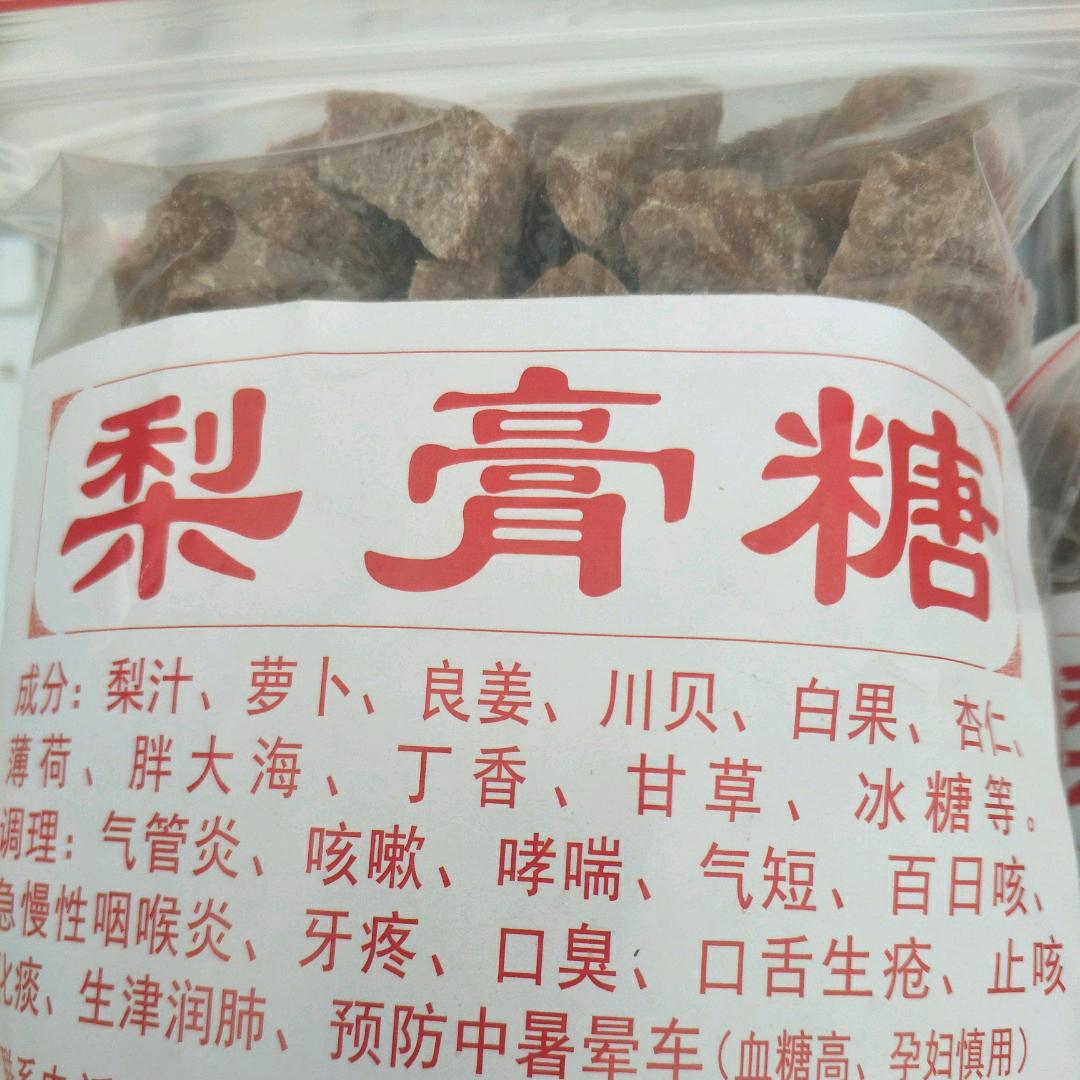 梨膏糖
成分：梨汁、萝卜、良姜、川贝、白果、杏仁、
薄荷、胖大海、丁香、甘草、冰糖等。
调理：气管炎、咳嗽、哮喘、气短、百日咳、
急慢性咽喉炎、牙疼、口臭、口舌生疮、止咳
化痰、生津润肺、预防中暑晕车（血糖高、孕妇慎用）